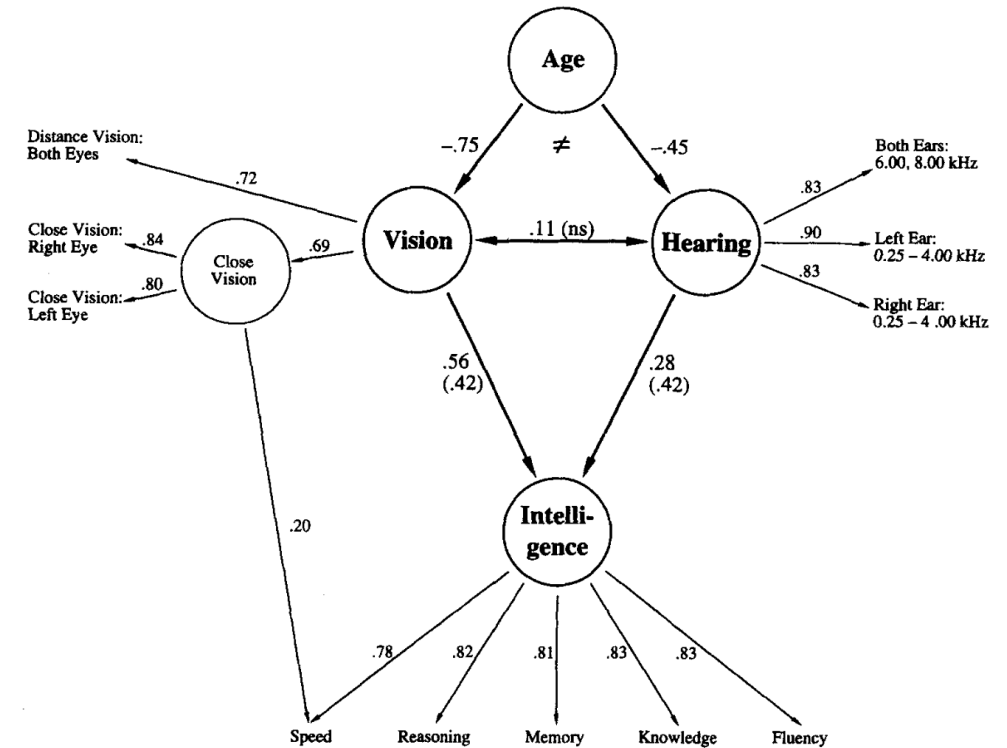 Age
–.75
≠
–.45
Distance Vision:
Both Eyes
.72
Both Ears:
6.00, 8.00 kHz
.83
Close Vision:
Right Eye
.84
Close
Vision
.69
Vision
.11 (ns)
Hearing
.90
Left Ear:
0.25 – 4.00 kHz
.80
Close Vision:
Left Eye
.83
Right Ear:
0.25 – 4 .00 kHz
.56
(.42)
.28
(.42)
.20
Intelli-
gence
.78
.82
.81
.83
.83
Speed
Reasoning
Memory
Knowledge
Fluency